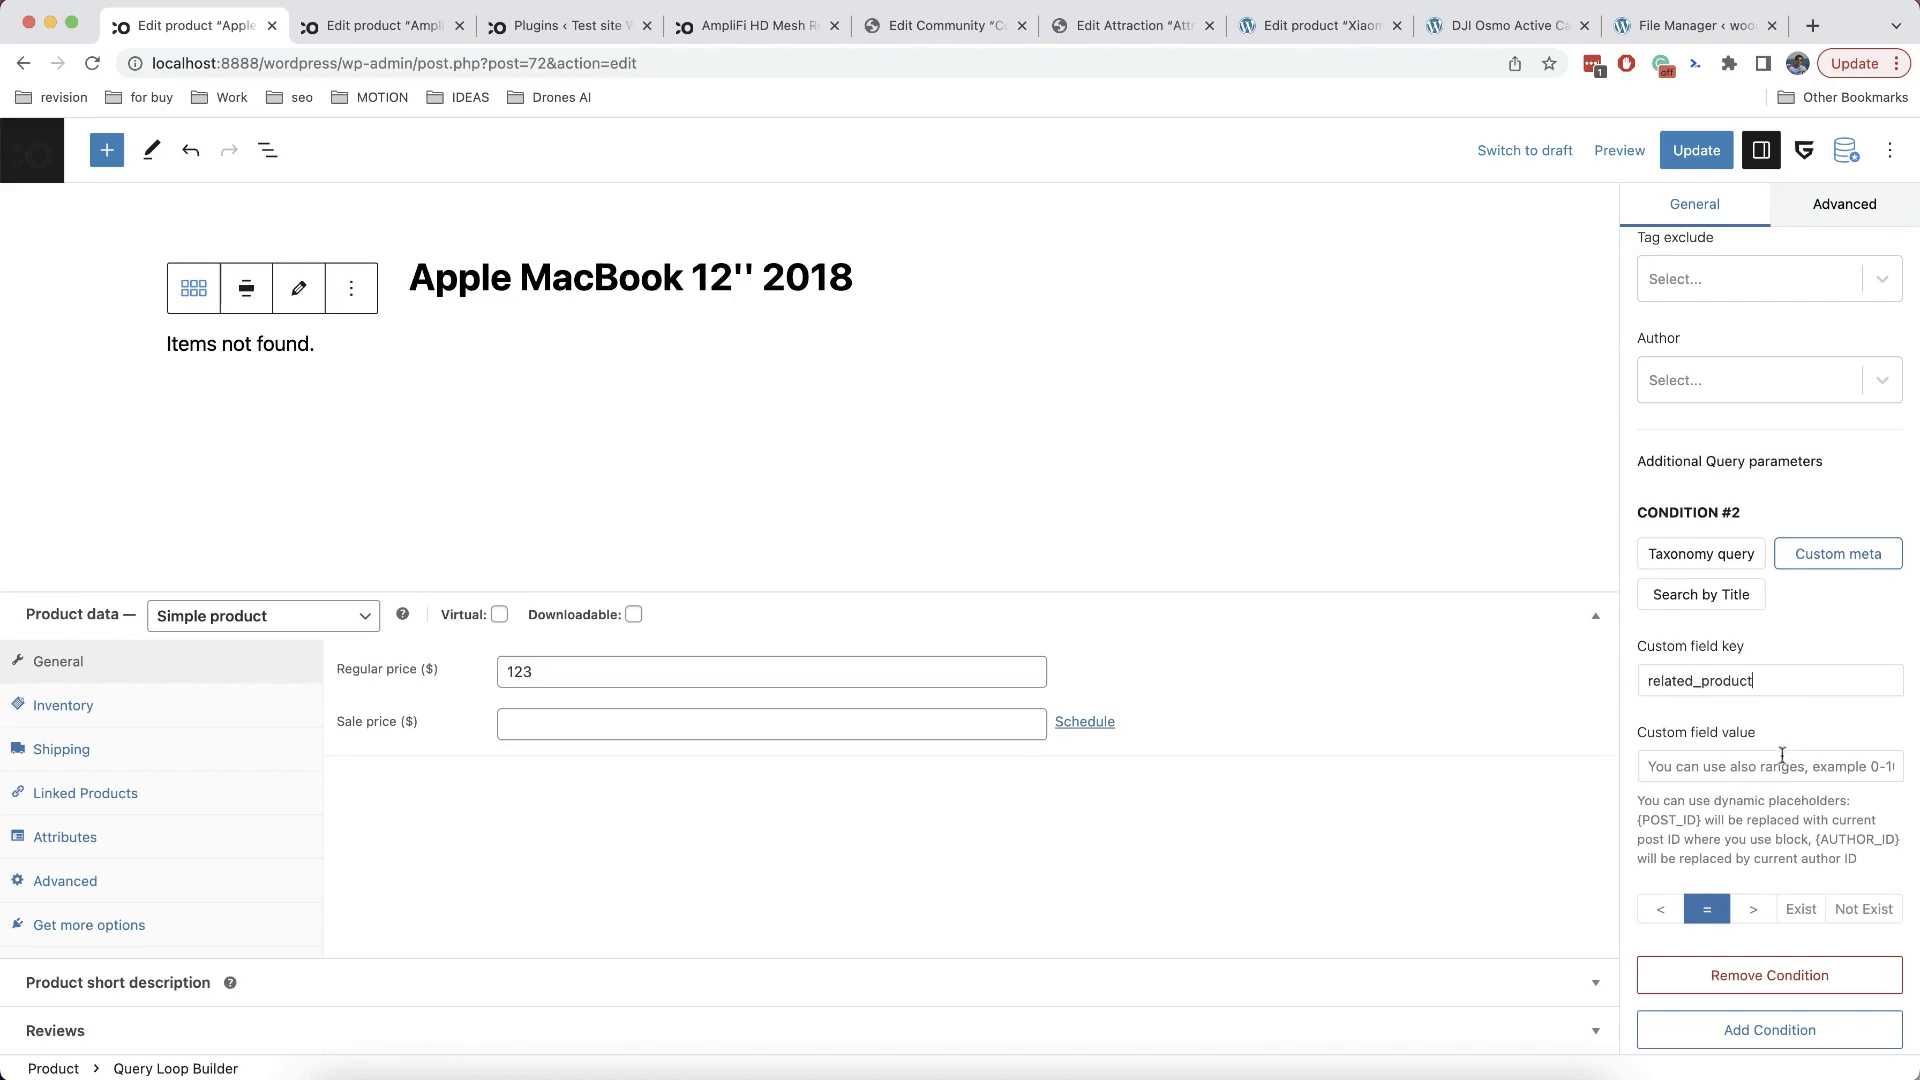 Edit product “Apple
Edit product “Ampli
Plugins ‹ Test site
AmpliFi HD Mesh R
Edit Community “C
Edit Attraction “Attr
Edit product “Xiaom
DJI Osmo Active Ca
File Manager ‹ woo
localhost:8888/wordpress/wp-admin/post.php?post=72&action=edit
1
off
Update
revision
for buy
Work
seo
MOTION
IDEAS
Drones AI
Other Bookmarks
Switch to draft
Preview
Update
General
Advanced
Tag exclude
Select...
Apple MacBook 12'' 2018
Items not found.
Author
Select...
Additional Query parameters
CONDITION #2
Taxonomy query
Custom meta
Search by Title
Custom field key
related_product
Custom field value
You can use also ranges, example 0-1
You can use dynamic placeholders:
{POST_ID} will be replaced with current
post ID where you use block, {AUTHOR_ID}
will be replaced by current author ID
<
=
>
Exist
Not Exist
Remove Condition
Add Condition
Product data —
Simple product
Virtual:
Downloadable:
General
Inventory
Shipping
Linked Products
Attributes
Advanced
Get more options
Regular price ($)
123
Sale price ($)
Schedule
Product short description
Reviews
Product › Query Loop Builder